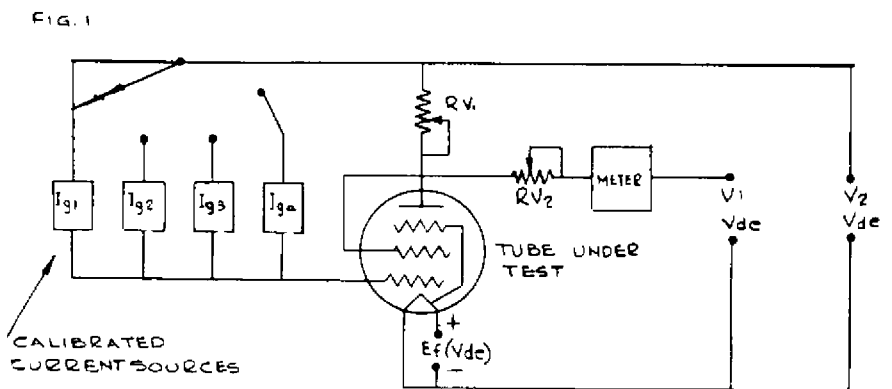 FIG. 1
RV1
Ig1
Ig2
Ig3
Iga
RV2
METER
V1
Vdc
V2
Vdc
TUBE UNDER
TEST
+
Ef(Vdc)
−
CALIBRATED
CURRENT SOURCES